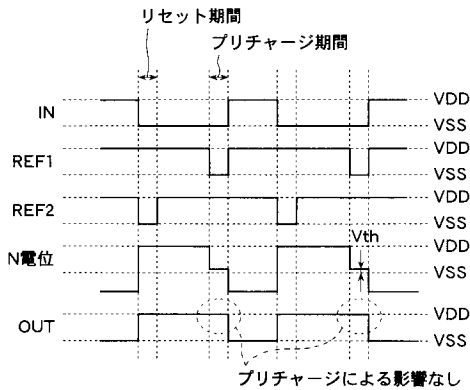 リセット期間
プリチャージ期間
IN
VDD
VSS
REF1
VDD
VSS
REF2
VDD
VSS
Vth
N電位
VDD
VSS
OUT
VDD
VSS
プリチャージによる影響なし